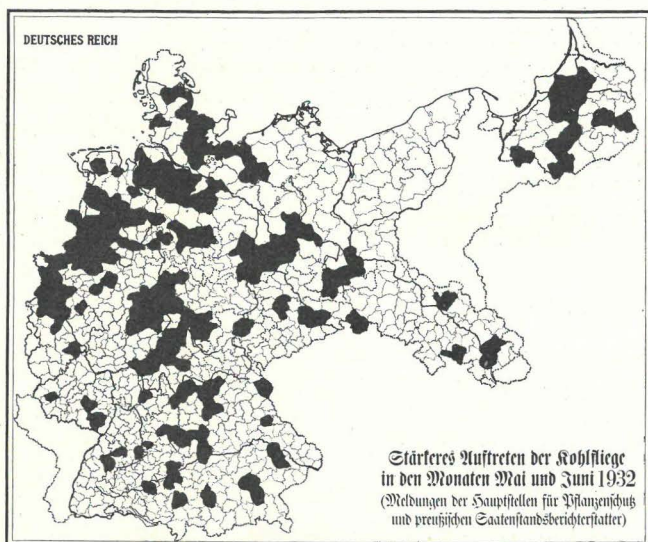 DEUTSCHES REICH
Stärkeres Auftreten der Kohlfliege
in den Monaten Mai und Juni 1932
(Meldungen der Hauptstellen für Pflanzenschutz
und preußischen Saatenstandsberichterstatter)